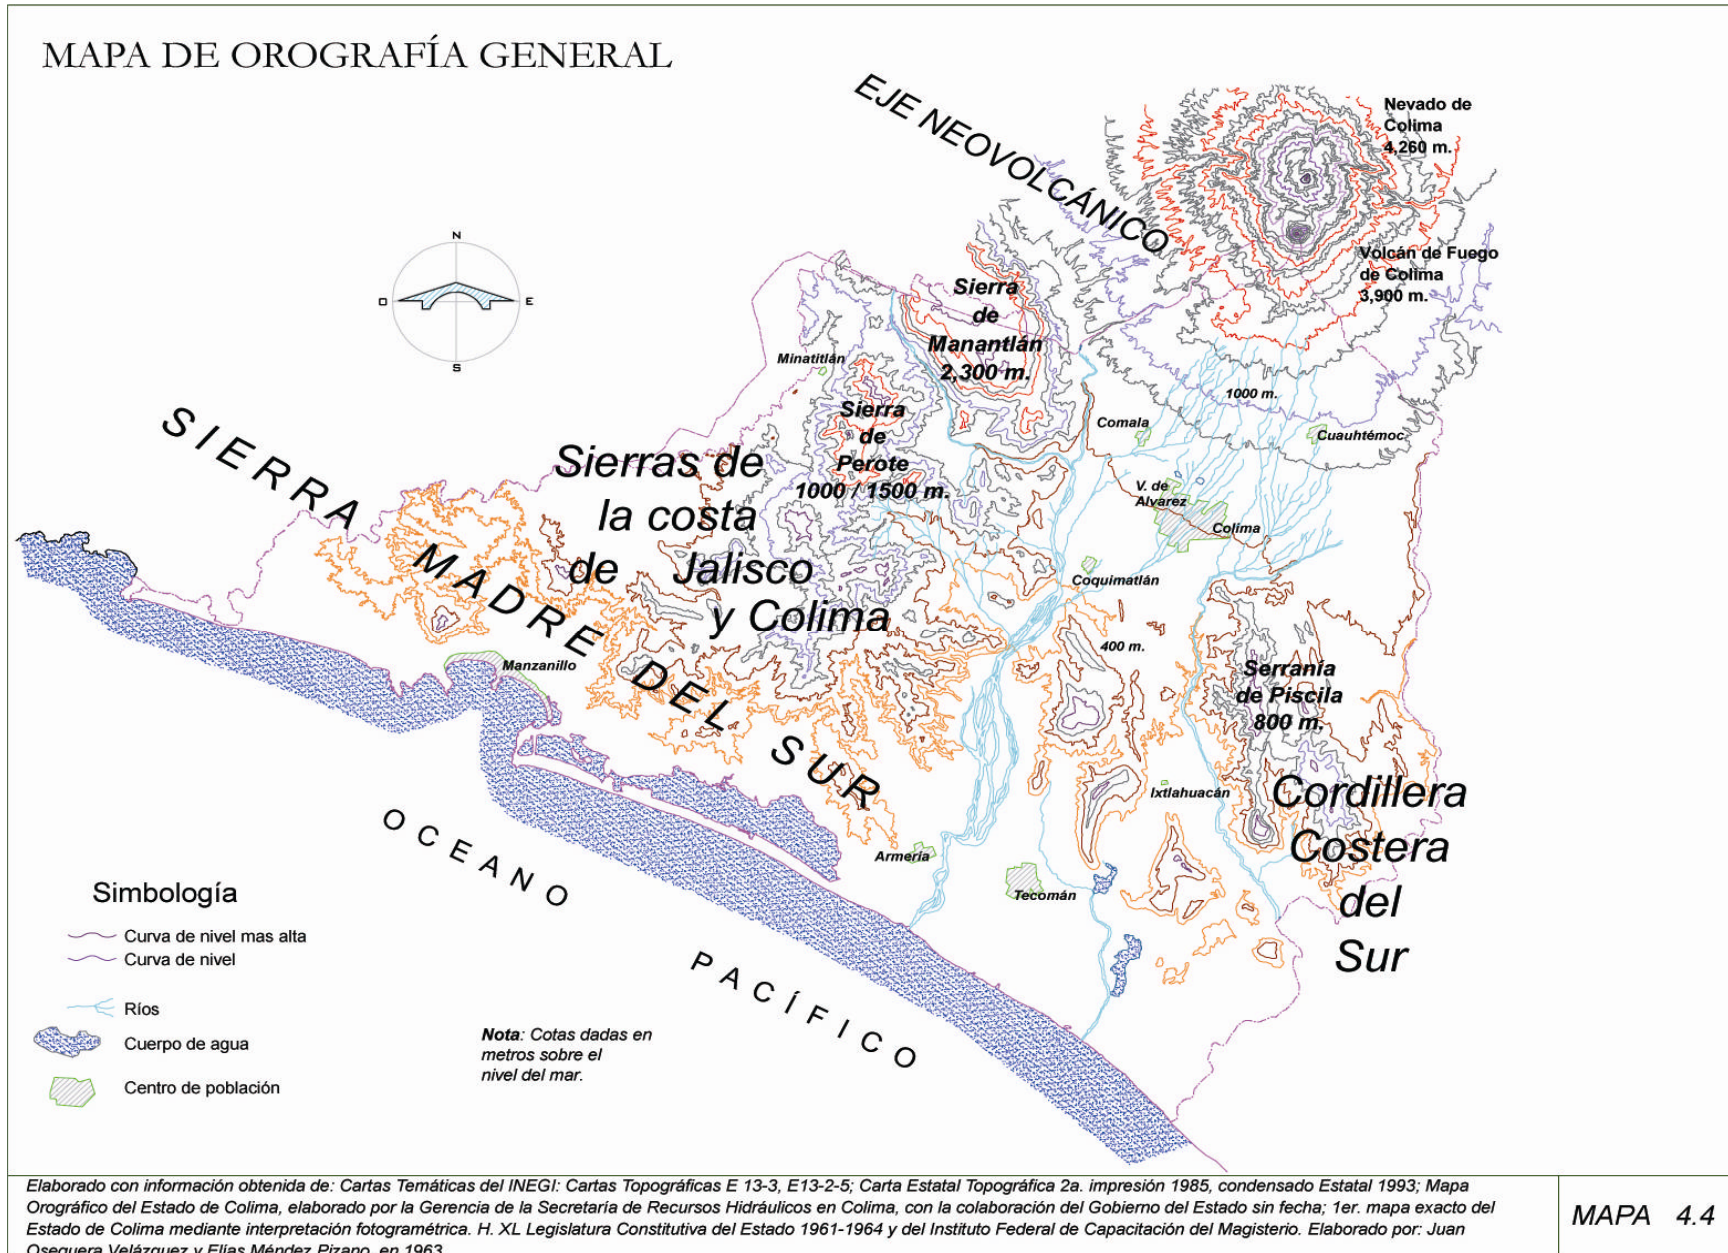 MAPA DE OROGRAFÍA GENERAL
EJE NEOVOLCÁNICO
Nevado de
Colima
4,260 m.
Volcán de Fuego
de Colima
3,900 m.
N
O
E
S
Sierra
de
Manantlán
2,300 m.
Minatitlán
Sierra
de
Perote
1000 / 1500 m.
1000 m.
Comala
Cuauhtémoc
V. de
Alvarez
Colima
Coquimatlán
SIERRA MADRE DEL SUR
Sierras de
la costa
de Jalisco
y Colima
400 m.
Manzanillo
Serranía
de Piscila
800 m.
Ixtlahuacán
Cordillera
Costera
del
Sur
Armería
Tecomán
OCEANO PACÍFICO
Simbología
Curva de nivel mas alta
Curva de nivel
Ríos
Cuerpo de agua
Centro de población
Nota: Cotas dadas en
metros sobre el
nivel del mar.
Elaborado con información obtenida de: Cartas Temáticas del INEGI: Cartas Topográficas E 13-3, E13-2-5; Carta Estatal Topográfica 2a. impresión 1985, condensado Estatal 1993; Mapa
Orográfico del Estado de Colima, elaborado por la Gerencia de la Secretaría de Recursos Hidráulicos en Colima, con la colaboración del Gobierno del Estado sin fecha; 1er. mapa exacto del
Estado de Colima mediante interpretación fotogramétrica. H. XL Legislatura Constitutiva del Estado 1961-1964 y del Instituto Federal de Capacitación del Magisterio. Elaborado por: Juan
Oseguera Velázquez y Elías Méndez Pizano, en 1963
MAPA 4.4